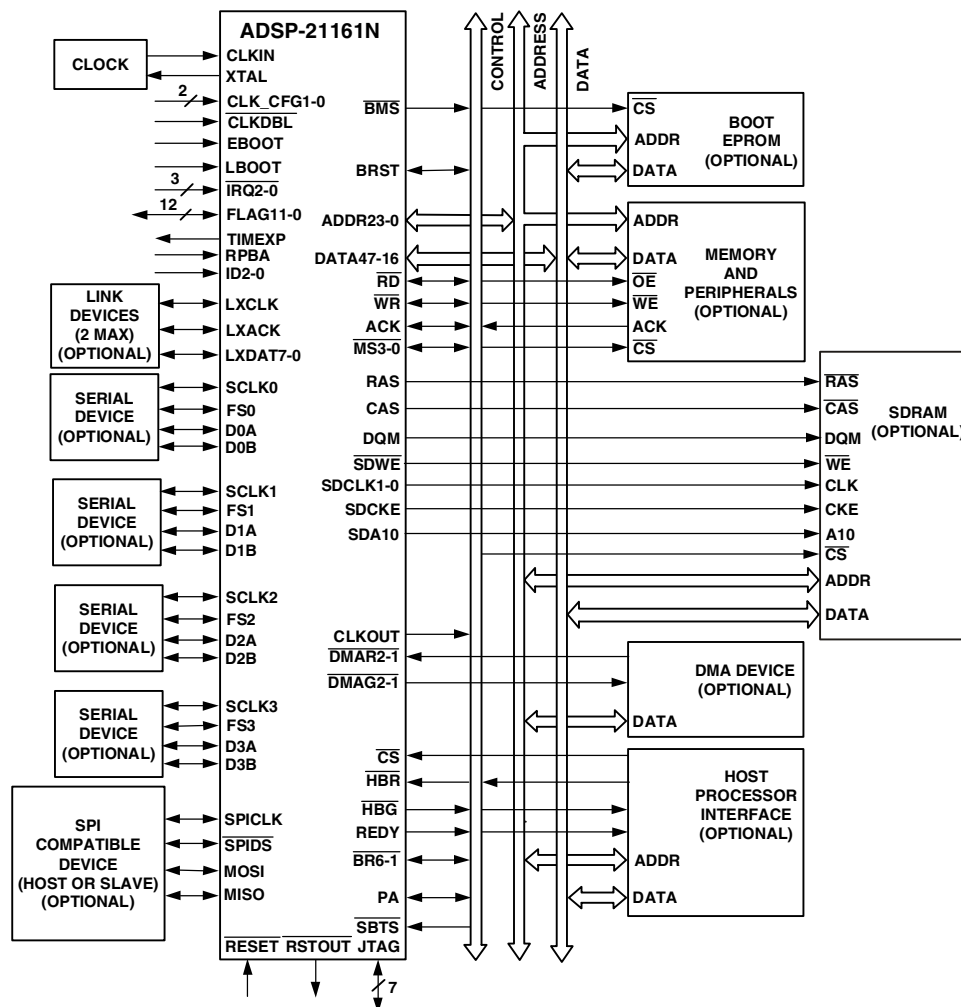 ADSP-21161N
CLOCK
CLKIN
XTAL
2
CLK_CFG1-0
CLKDBL
EBOOT
LBOOT
3
IRQ2-0
12
FLAG11-0
TIMEXP
RPBA
ID2-0
LINK
DEVICES
(2 MAX)
(OPTIONAL)
LXCLK
LXACK
LXDAT7-0
SERIAL
DEVICE
(OPTIONAL)
SCLK0
FS0
D0A
D0B
SERIAL
DEVICE
(OPTIONAL)
SCLK1
FS1
D1A
D1B
SERIAL
DEVICE
(OPTIONAL)
SCLK2
FS2
D2A
D2B
SERIAL
DEVICE
(OPTIONAL)
SCLK3
FS3
D3A
D3B
SPI
COMPATIBLE
DEVICE
(HOST OR SLAVE)
(OPTIONAL)
SPICLK
SPIDS
MOSI
MISO
RESET
RSTOUT
JTAG
7
BMS
BRST
ADDR23-0
DATA47-16
RD
WR
ACK
MS3-0
RAS
CAS
DQM
SDWE
SDCLK1-0
SDCKE
SDA10
CLKOUT
DMAR2-1
DMAG2-1
CS
HBR
HBG
REDY
BR6-1
PA
SBTS
CONTROL
ADDRESS
DATA
CS
ADDR
DATA
BOOT
EPROM
(OPTIONAL)
ADDR
DATA
OE
WE
ACK
CS
MEMORY
AND
PERIPHERALS
(OPTIONAL)
RAS
CAS
DQM
WE
CLK
CKE
A10
CS
ADDR
DATA
SDRAM
(OPTIONAL)
DMA DEVICE
(OPTIONAL)
DATA
HOST
PROCESSOR
INTERFACE
(OPTIONAL)
ADDR
DATA